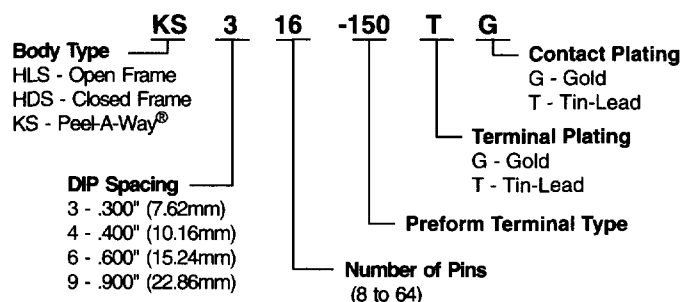 KS 3 16 -150 T G
Body Type
HLS - Open Frame
HDS - Closed Frame
KS - Peel-A-Way®
Contact Plating
G - Gold
T - Tin-Lead
Terminal Plating
G - Gold
T - Tin-Lead
DIP Spacing
3 - .300" (7.62mm)
4 - .400" (10.16mm)
6 - .600" (15.24mm)
9 - .900" (22.86mm)
Preform Terminal Type
Number of Pins
(8 to 64)